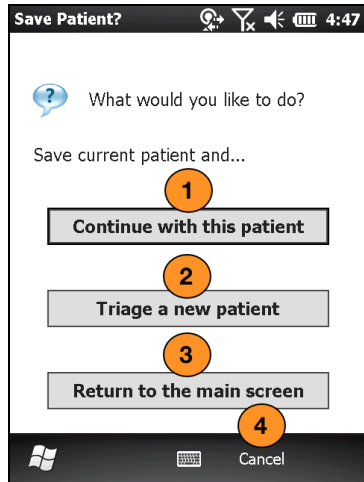 Save Patient? 4:47
?
What would you like to do?
Save current patient and...
1
Continue with this patient
2
Triage a new patient
3
Return to the main screen
4
Cancel